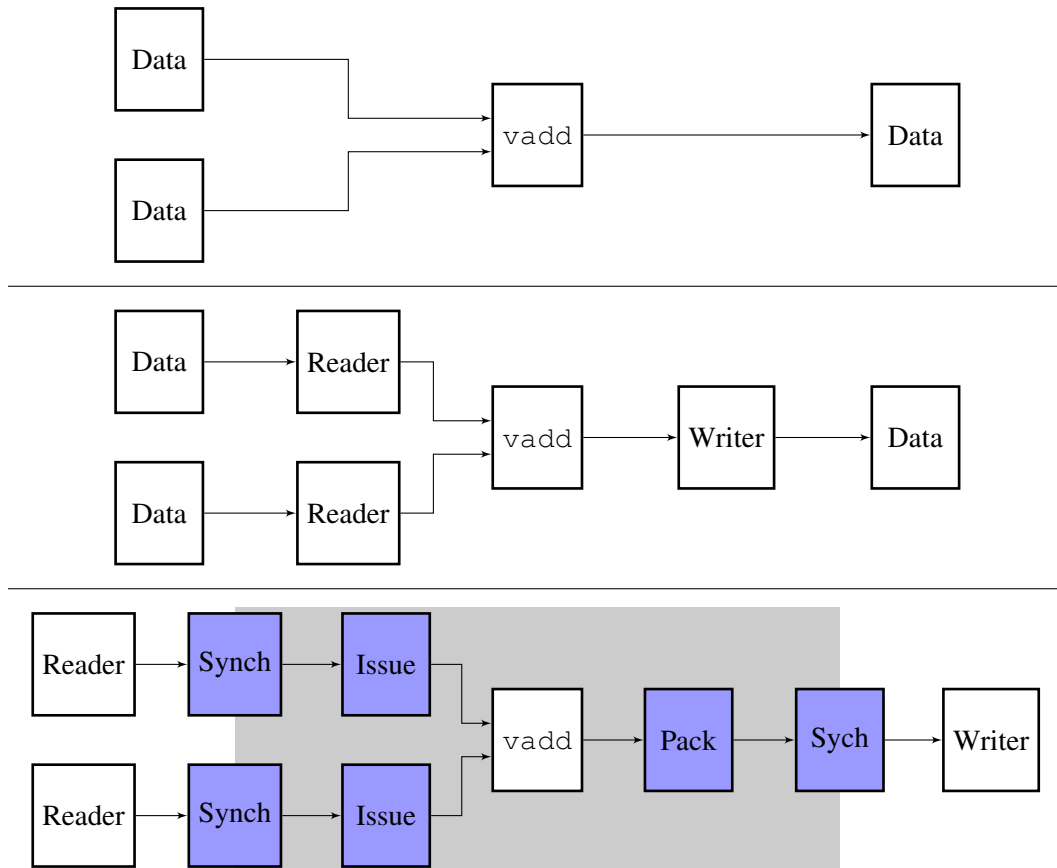 Data
vadd
Data
Data
Data
Reader
vadd
Writer
Data
Data
Reader
Reader
Synch
Issue
vadd
Pack
Sych
Writer
Reader
Synch
Issue